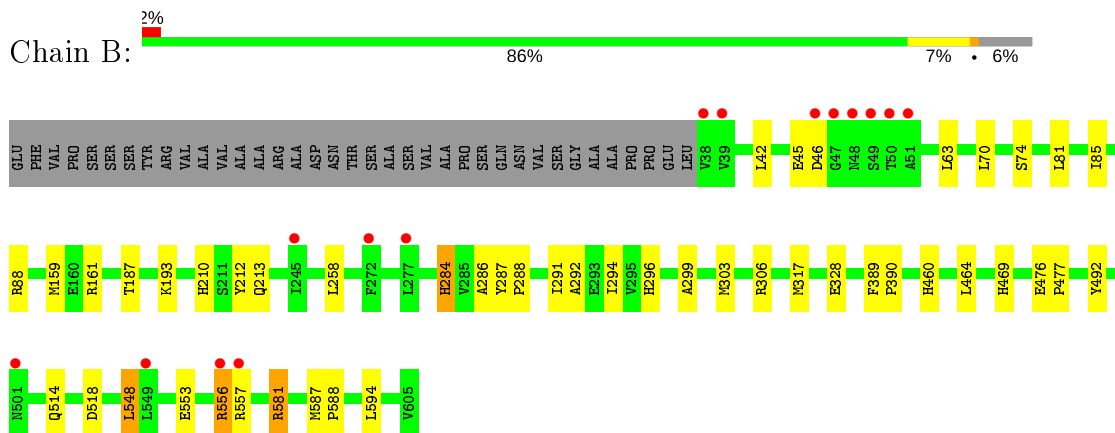 2%
Chain B:
86% 7% • 6%
GLU PHE VAL PRO SER SER SER TYR ARG VAL ALA VAL ALA ALA ARG ALA ASP ASN THR SER ALA SER VAL ALA PRO SER GLN ASN VAL SER GLY ALA ALA PRO PRO GLU LEU V38 V39 L42 E45 D46 G47 N48 S49 T50 A51 L63 L70 S74 L81 I85
R88 M159 E160 R161 T187 K193 H210 S211 Y212 Q213 I245 L258 F272 L277 H284 V285 A286 Y287 P288 I291 A292 E293 I294 V295 H296 A299 M303 R306 M317 E328 F389 P390 H460 L464 H469 E476 P477 Y492
N501 Q514 D518 L548 L549 E553 R556 R557 R581 M587 P588 L594 V605